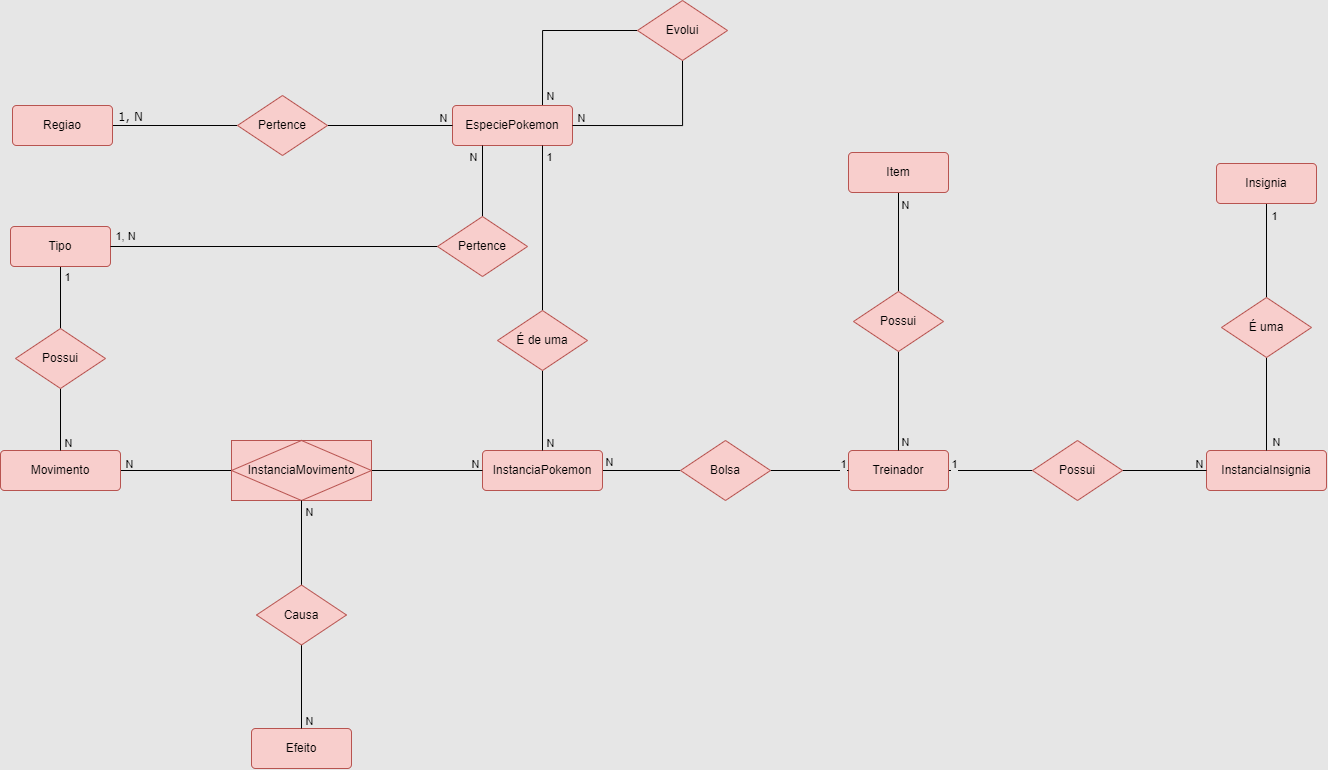 Evolui
N
Regiao
1, N
Pertence
N
EspeciePokemon
N
N
1
Item
Insignia
N
1
Tipo
1, N
Pertence
1
Possui
É de uma
Possui
É uma
N
N
N
N
Movimento
N
InstanciaMovimento
N
InstanciaPokemon
N
Bolsa
1
Treinador
1
Possui
N
InstanciaInsignia
N
Causa
N
Efeito